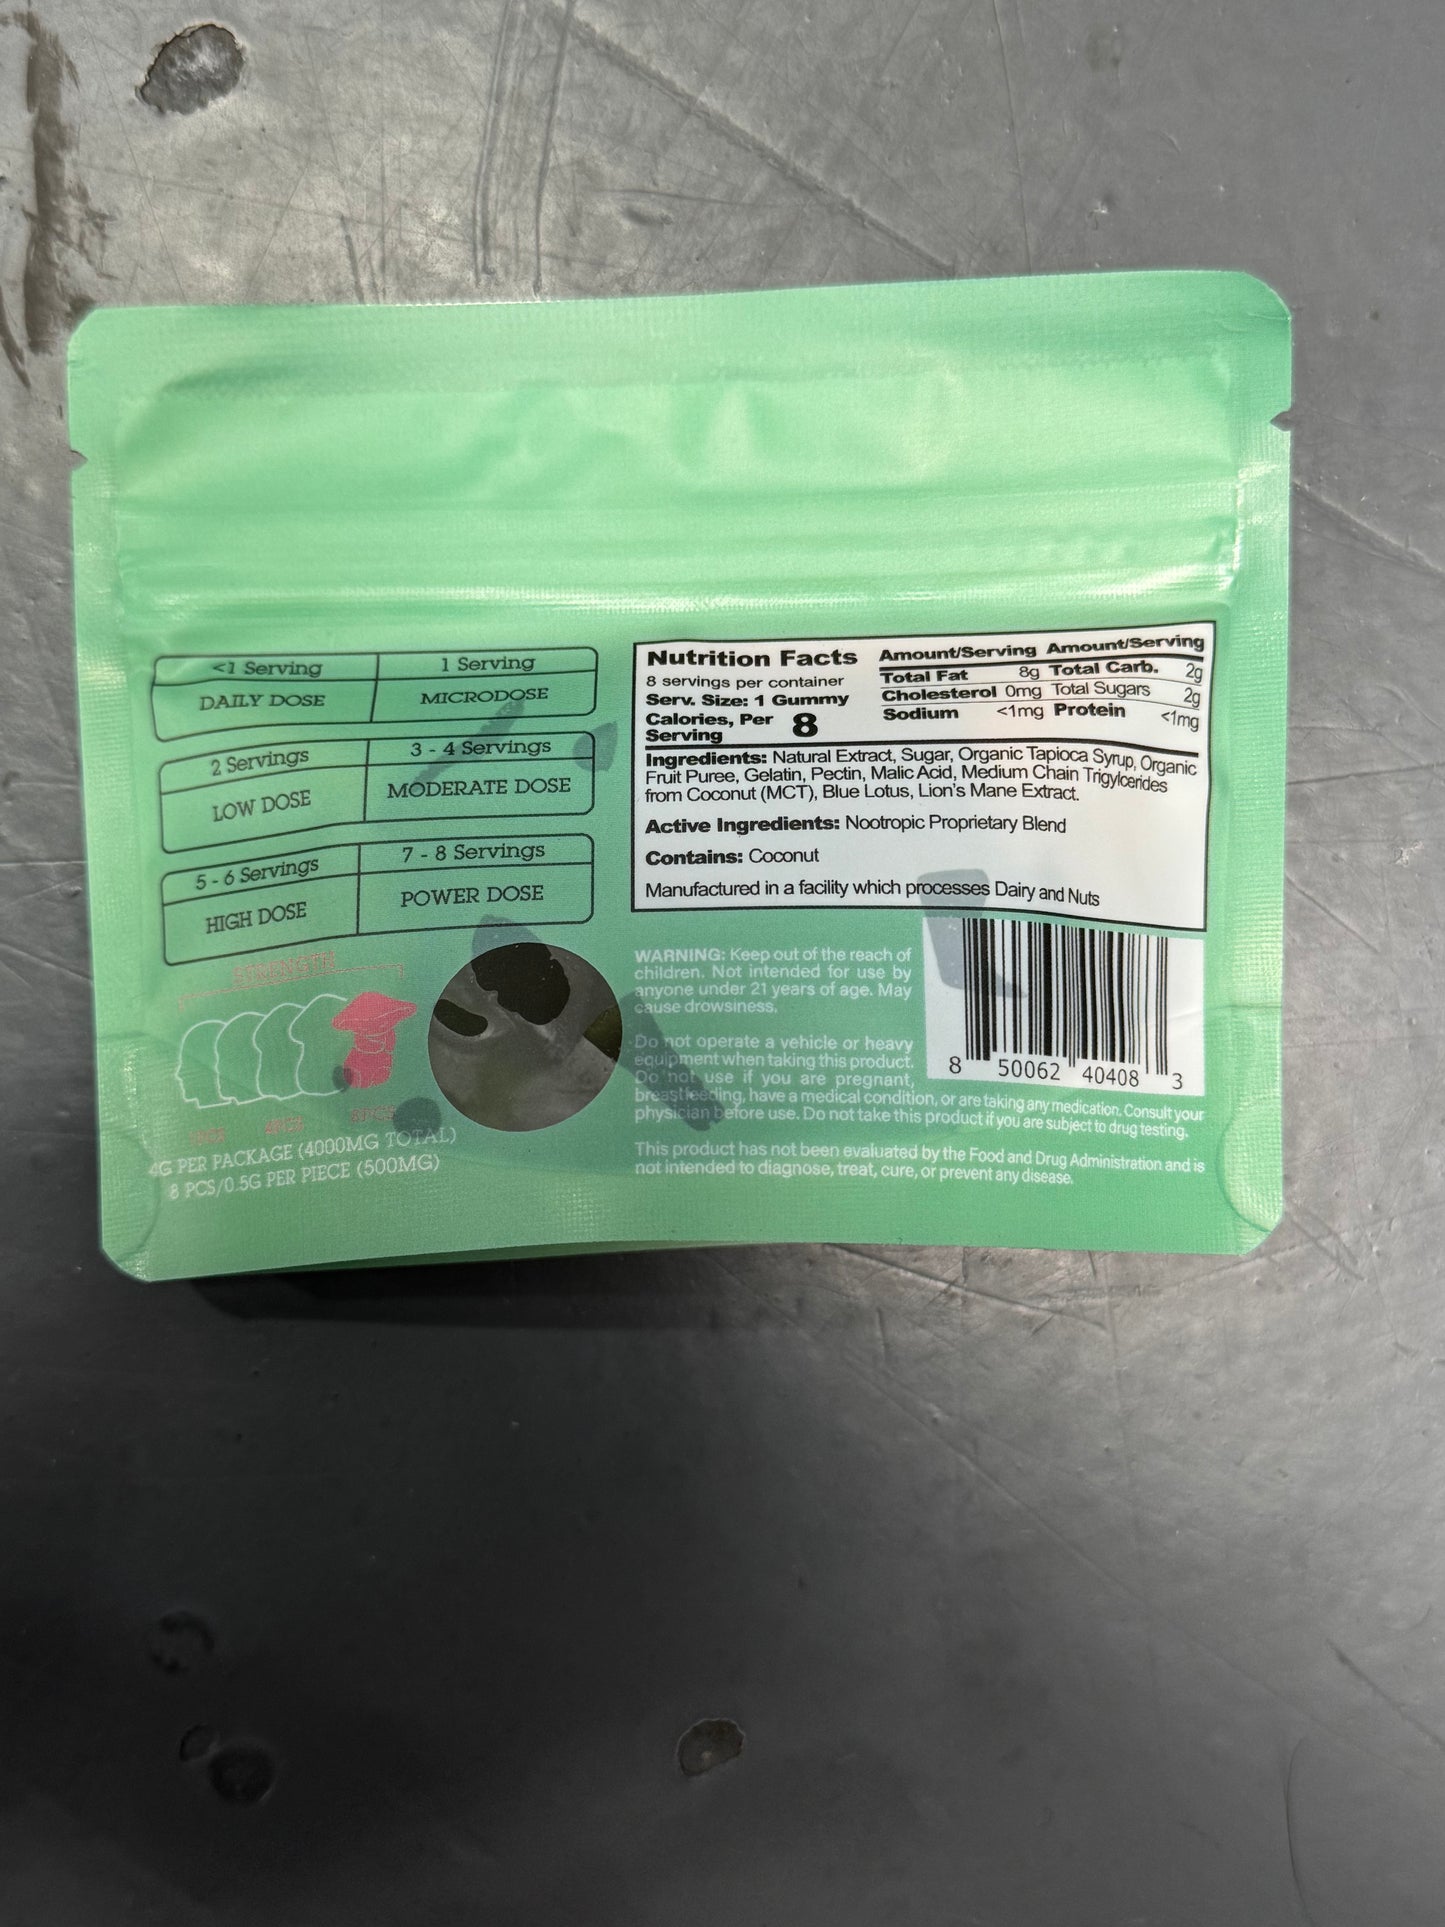 <1 Serving
1 Serving
DAILY DOSE
MICRODOSE
2 Servings
3 - 4 Servings
LOW DOSE
MODERATE DOSE
5 - 6 Servings
7 - 8 Servings
HIGH DOSE
POWER DOSE
STRENGTH
4PCS
8PCS
4G PER PACKAGE (4000MG TOTAL)
8 PCS/0.5G PER PIECE (500MG)
Nutrition Facts
8 servings per container
Serv. Size: 1 Gummy
Calories, Per
Serving 8
Amount/Serving Amount/Serving
Total Fat 8g Total Carb. 2g
Cholesterol 0mg Total Sugars 2g
Sodium <1mg Protein <1mg
Ingredients: Natural Extract, Sugar, Organic Tapioca Syrup, Organic
Fruit Puree, Gelatin, Pectin, Malic Acid, Medium Chain Trigylcerides
from Coconut (MCT), Blue Lotus, Lion's Mane Extract.
Active Ingredients: Nootropic Proprietary Blend
Contains: Coconut
Manufactured in a facility which processes Dairy and Nuts
WARNING: Keep out of the reach of
children. Not intended for use by
anyone under 21 years of age. May
cause drowsiness.
Do not operate a vehicle or heavy
equipment when taking this product.
Do not use if you are pregnant,
breastfeeding, have a medical condition, or are taking any medication. Consult your
physician before use. Do not take this product if you are subject to drug testing.
This product has not been evaluated by the Food and Drug Administration and is
not intended to diagnose, treat, cure, or prevent any disease.
8 50062 40408 3